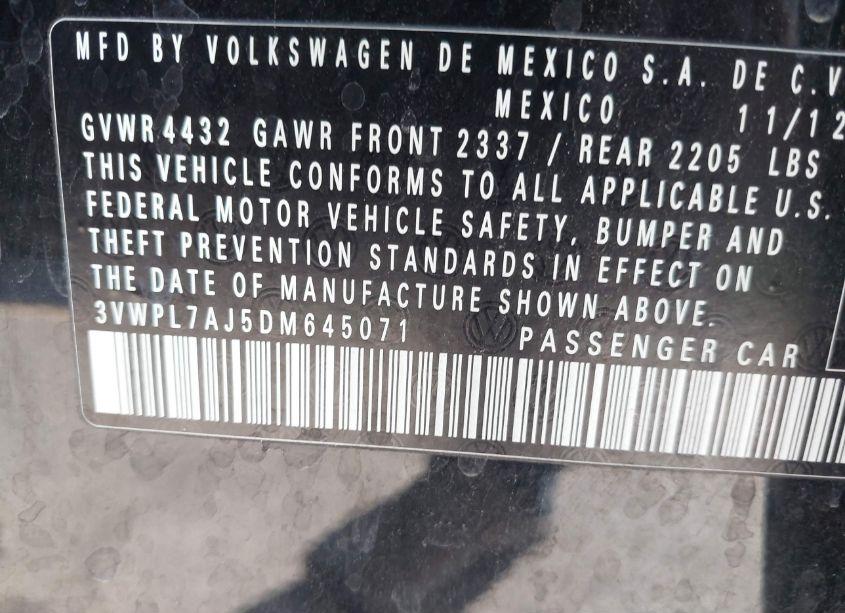 MFD BY VOLKSWAGEN DE MEXICO S.A. DE C.V
MEXICO 11/12
GVWR4432 GAWR FRONT 2337 / REAR 2205 LBS
THIS VEHICLE CONFORMS TO ALL APPLICABLE U.S.
FEDERAL MOTOR VEHICLE SAFETY, BUMPER AND
THEFT PREVENTION STANDARDS IN EFFECT ON
THE DATE OF MANUFACTURE SHOWN ABOVE.
3VWPL7AJ5DM645071 PASSENGER CAR